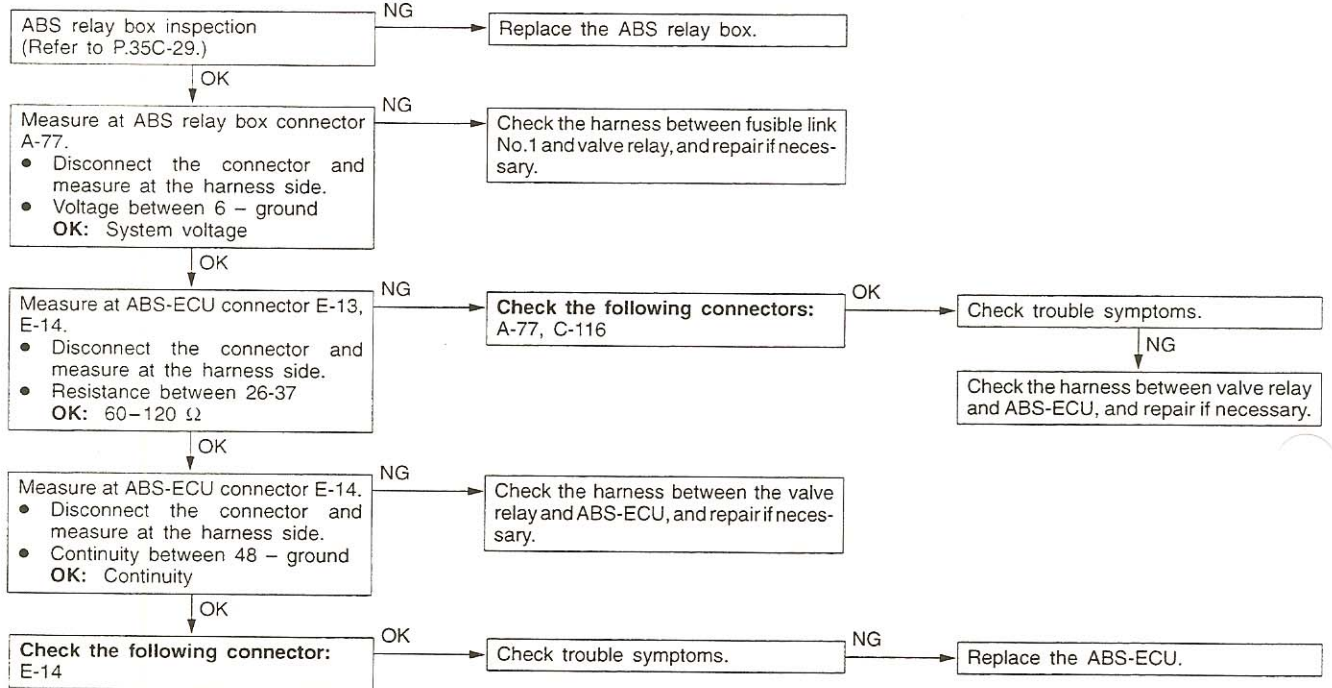 ABS relay box inspection
(Refer to P.35C-29.)
NG
Replace the ABS relay box.
OK
Measure at ABS relay box connector
A-77.
● Disconnect the connector and
measure at the harness side.
● Voltage between 6 – ground
OK: System voltage
NG
Check the harness between fusible link
No.1 and valve relay, and repair if neces-
sary.
OK
Measure at ABS-ECU connector E-13,
E-14.
● Disconnect the connector and
measure at the harness side.
● Resistance between 26-37
OK: 60–120 Ω
NG
Check the following connectors:
A-77, C-116
OK
Check trouble symptoms.
NG
Check the harness between valve relay
and ABS-ECU, and repair if necessary.
OK
Measure at ABS-ECU connector E-14.
● Disconnect the connector and
measure at the harness side.
● Continuity between 48 – ground
OK: Continuity
NG
Check the harness between the valve
relay and ABS-ECU, and repair if neces-
sary.
OK
Check the following connector:
E-14
OK
Check trouble symptoms.
NG
Replace the ABS-ECU.